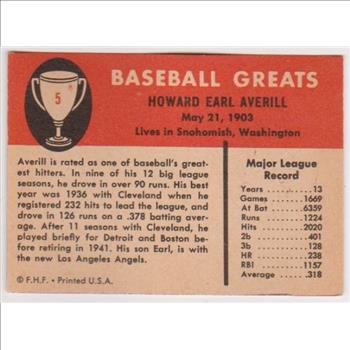 5
BASEBALL GREATS
HOWARD EARL AVERILL
May 21, 1903
Lives in Snohomish, Washington
Averill is rated as one of baseball's great-
est hitters. In nine of his 12 big league
seasons, he drove in over 90 runs. His best
year was 1936 with Cleveland when he
registered 232 hits to lead the league, and
drove in 126 runs on a .378 batting aver-
age. After 11 seasons with Cleveland, he
played briefly for Detroit and Boston be-
fore retiring in 1941. His son Earl, is with
the new Los Angeles Angels.
© F.H.F. • Printed U.S.A.
Major League
Record
Years ........ 13
Games ........ 1669
At Bat ....... 6359
Runs ......... 1224
Hits ......... 2020
2b ........... 401
3b ........... 128
HR ........... 238
RBI .......... 1157
Average ...... .318